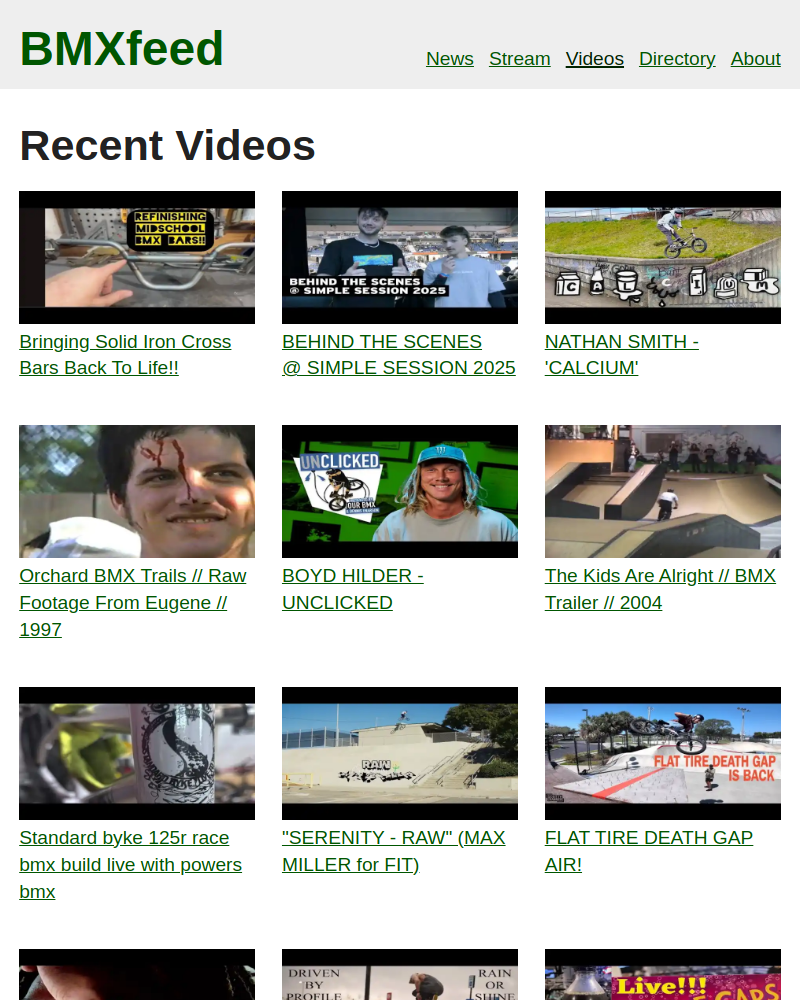 BMXfeed
News Stream Videos Directory About
Recent Videos
REFINISHING
MIDSCHOOL
BMX BARS!!
BEHIND THE SCENES
@ SIMPLE SESSION 2025
CALCIUM
Bringing Solid Iron Cross
Bars Back To Life!!
BEHIND THE SCENES
@ SIMPLE SESSION 2025
NATHAN SMITH -
'CALCIUM'
UNCLICKED
OUR BMX
Orchard BMX Trails // Raw
Footage From Eugene //
1997
BOYD HILDER -
UNCLICKED
The Kids Are Alright // BMX
Trailer // 2004
RAW
FLAT TIRE DEATH GAP
IS BACK
Standard byke 125r race
bmx build live with powers
bmx
"SERENITY - RAW" (MAX
MILLER for FIT)
FLAT TIRE DEATH GAP
AIR!
DRIVEN
BY
PROFILE
RAIN
OR
SHINE
Live!!!
GAPS